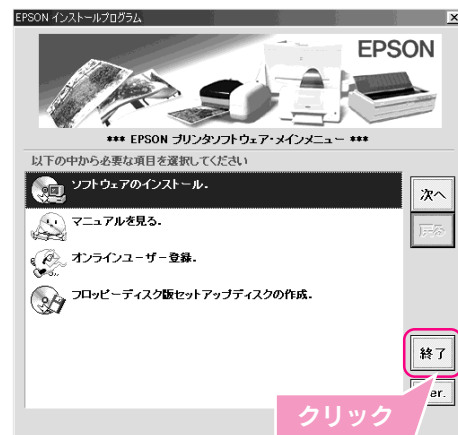 EPSON インストールプログラム
EPSON
*** EPSON プリンタソフトウェア・メインメニュー ***
以下の中から必要な項目を選択してください
ソフトウェアのインストール.
次へ
マニュアルを見る.
戻る
オンラインユーザー登録.
フロッピーディスク版セットアップディスクの作成.
終了
er.
クリック